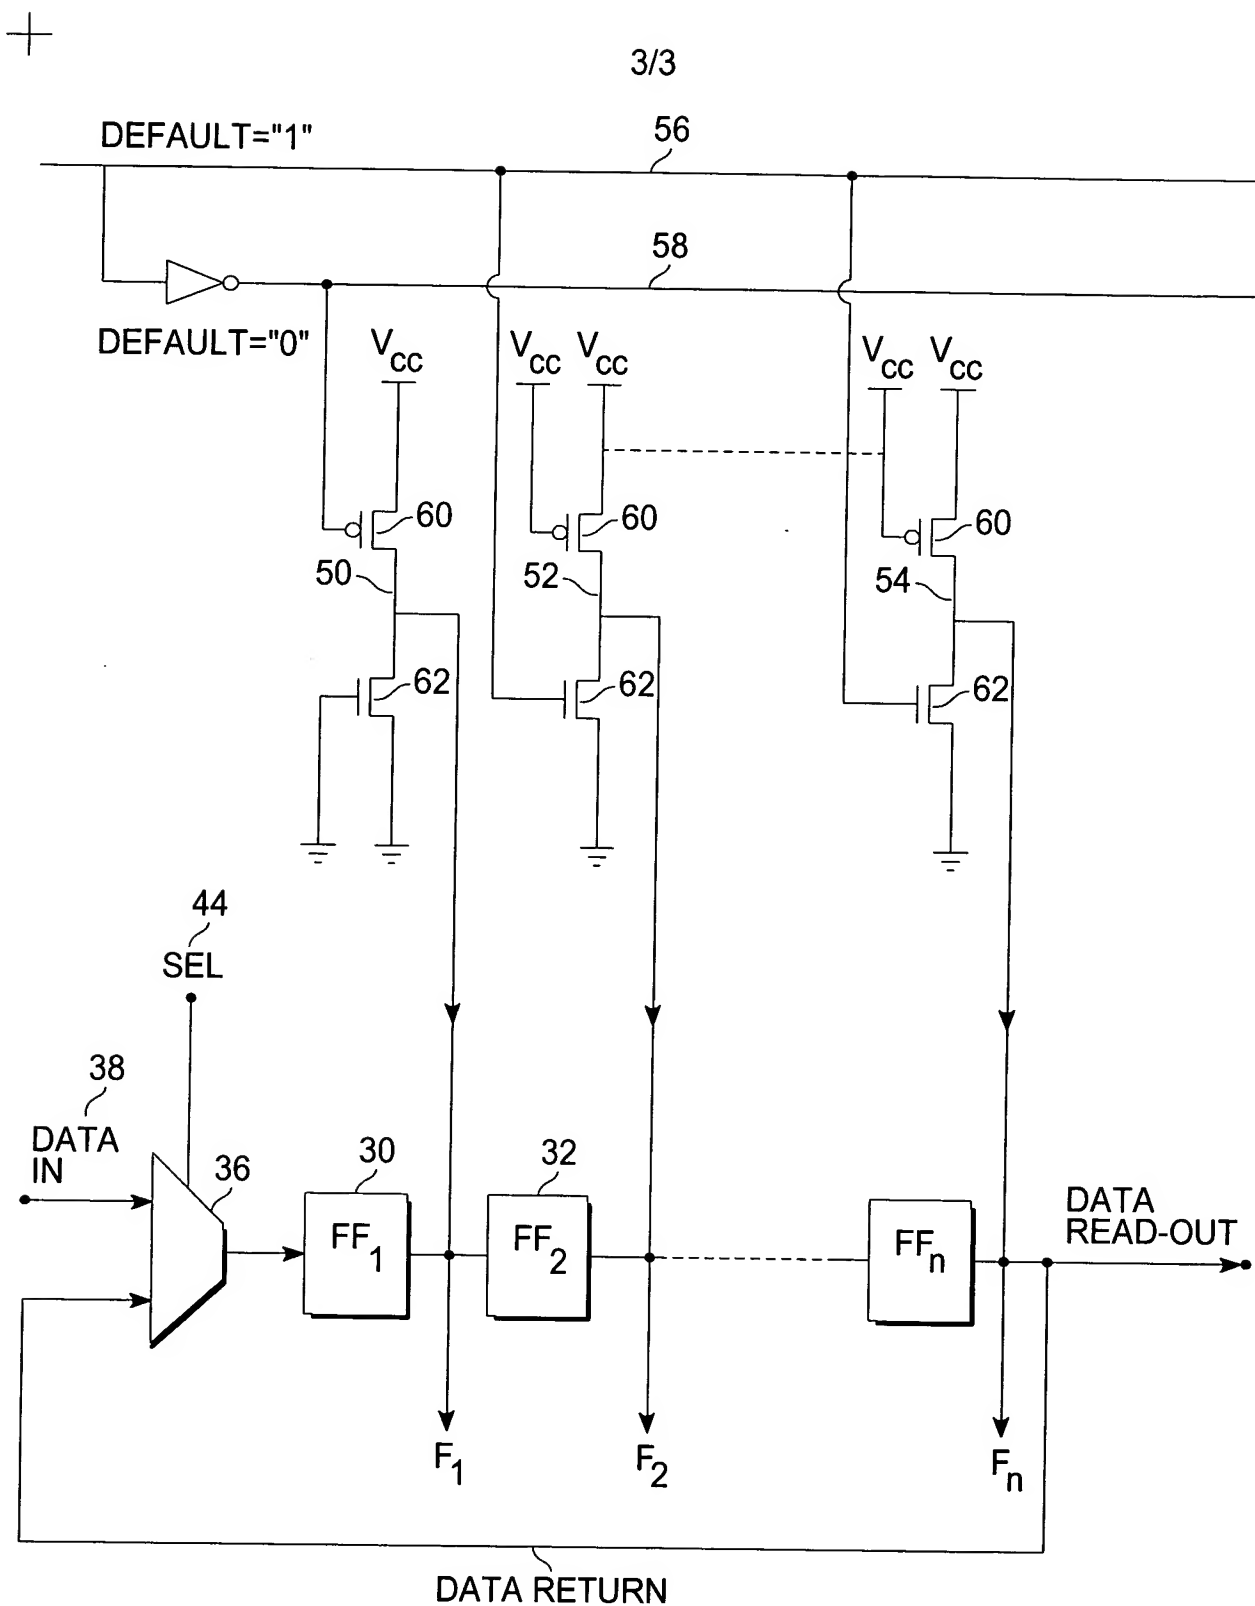 3/3
DEFAULT="1"
56
58
DEFAULT="0"
VCC
VCC
VCC
VCC
VCC
60
60
60
50
52
54
62
62
62
44
SEL
38
DATA
IN
36
30
32
FF1
FF2
FFn
DATA
READ-OUT
F1
F2
Fn
DATA RETURN